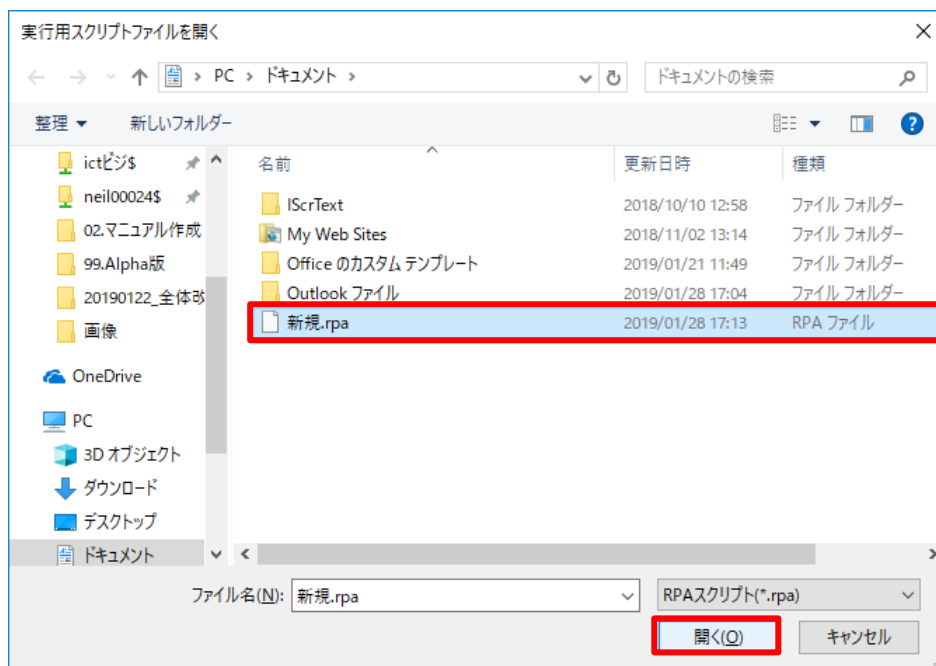 実行用スクリプトファイルを開く
PC > ドキュメント >
ドキュメントの検索
整理
新しいフォルダー
ictビジ$
neil00024$
02.マニュアル作成
99.Alpha版
20190122_全体改
画像
OneDrive
PC
3D オブジェクト
ダウンロード
デスクトップ
ドキュメント
名前 更新日時 種類
IScrText 2018/10/10 12:58 ファイル フォルダー
My Web Sites 2018/11/02 13:14 ファイル フォルダー
Office のカスタム テンプレート 2019/01/21 11:49 ファイル フォルダー
Outlook ファイル 2019/01/28 17:04 ファイル フォルダー
新規.rpa 2019/01/28 17:13 RPA ファイル
ファイル名(N): 新規.rpa RPAスクリプト(*.rpa)
開く(O) キャンセル